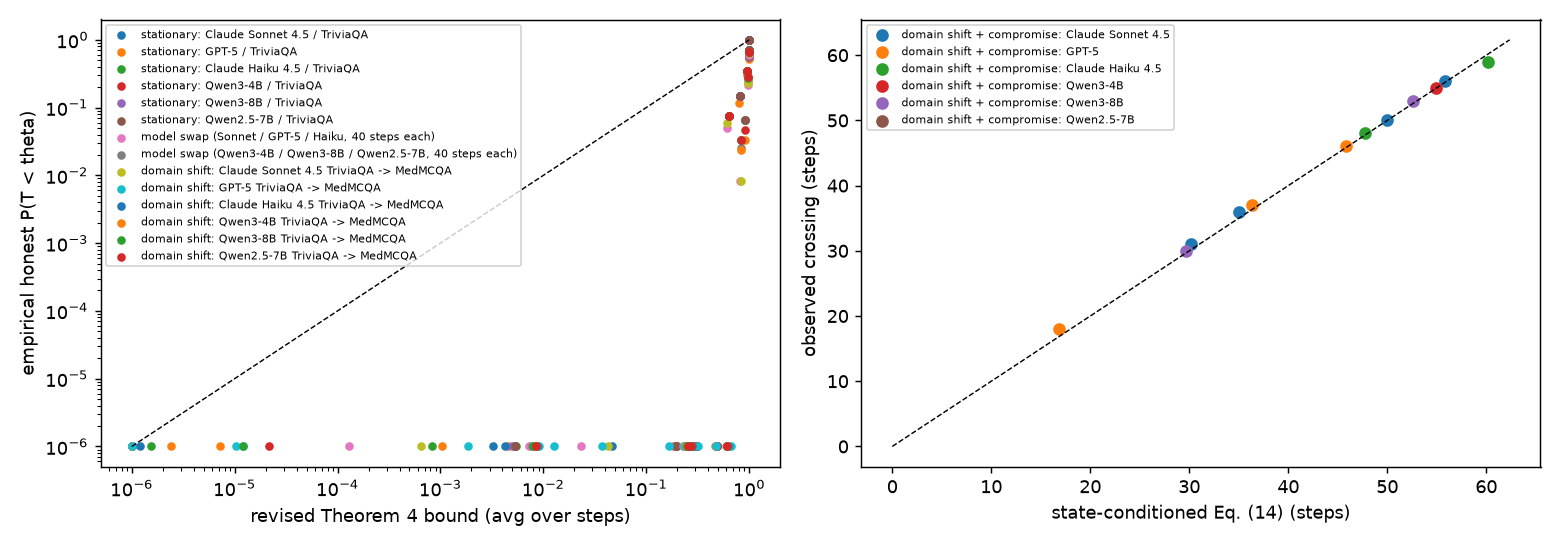 10⁰
10⁻¹
10⁻²
10⁻³
10⁻⁴
10⁻⁵
10⁻⁶
empirical honest P(T < theta)
stationary: Claude Sonnet 4.5 / TriviaQA
stationary: GPT-5 / TriviaQA
stationary: Claude Haiku 4.5 / TriviaQA
stationary: Qwen3-4B / TriviaQA
stationary: Qwen3-8B / TriviaQA
stationary: Qwen2.5-7B / TriviaQA
model swap (Sonnet / GPT-5 / Haiku, 40 steps each)
model swap (Qwen3-4B / Qwen3-8B / Qwen2.5-7B, 40 steps each)
domain shift: Claude Sonnet 4.5 TriviaQA -> MedMCQA
domain shift: GPT-5 TriviaQA -> MedMCQA
domain shift: Claude Haiku 4.5 TriviaQA -> MedMCQA
domain shift: Qwen3-4B TriviaQA -> MedMCQA
domain shift: Qwen3-8B TriviaQA -> MedMCQA
domain shift: Qwen2.5-7B TriviaQA -> MedMCQA
10⁻⁶ 10⁻⁵ 10⁻⁴ 10⁻³ 10⁻² 10⁻¹ 10⁰
revised Theorem 4 bound (avg over steps)
60
50
40
30
20
10
0
observed crossing (steps)
domain shift + compromise: Claude Sonnet 4.5
domain shift + compromise: GPT-5
domain shift + compromise: Claude Haiku 4.5
domain shift + compromise: Qwen3-4B
domain shift + compromise: Qwen3-8B
domain shift + compromise: Qwen2.5-7B
0 10 20 30 40 50 60
state-conditioned Eq. (14) (steps)